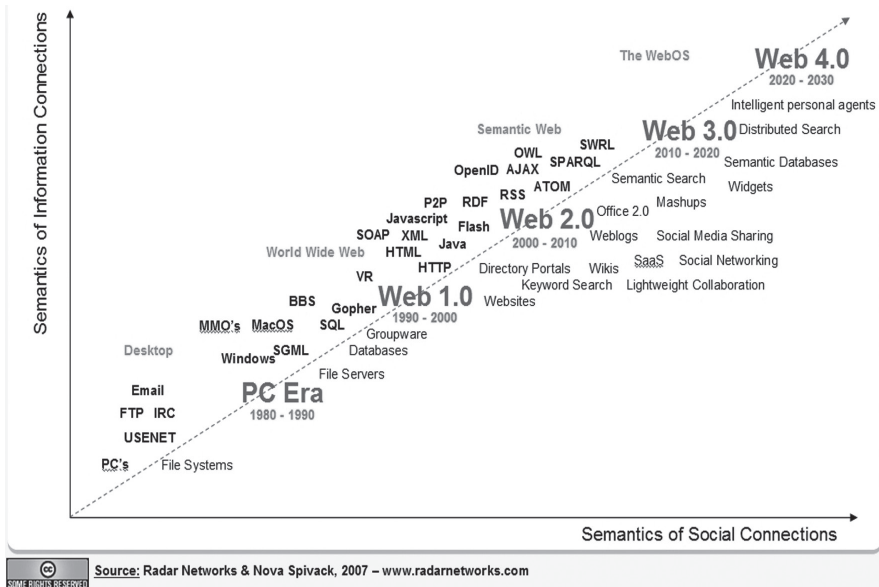 Semantics of Information Connections
The WebOS
Web 4.0
2020 - 2030
Intelligent personal agents
Semantic Web
Web 3.0
Distributed Search
2010 - 2020
SWRL
OWL
SPARQL
Semantic Databases
OpenID
AJAX
Semantic Search
Widgets
ATOM
RSS
P2P
RDF
Mashups
Office 2.0
Javascript
Web 2.0
Flash
2000 - 2010
SOAP
XML
Weblogs
Social Media Sharing
Java
World Wide Web
HTML
SaaS
Social Networking
HTTP
Directory Portals
Wikis
VR
Keyword Search
Lightweight Collaboration
Web 1.0
Websites
BBS
Gopher
1990 - 2000
MMO's
MacOS
SQL
Groupware
Desktop
SGML
Databases
Windows
File Servers
Email
PC Era
1980 - 1990
FTP IRC
USENET
PC's
File Systems
Semantics of Social Connections
cc
SOME RIGHTS RESERVED
Source: Radar Networks & Nova Spivack, 2007 – www.radarnetworks.com